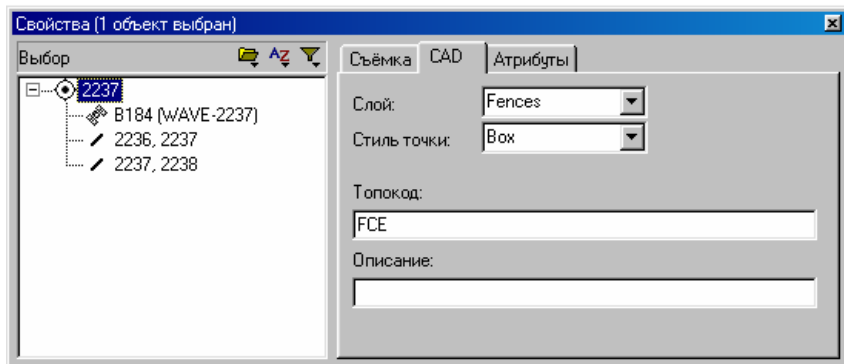 Свойства (1 объект выбран)
Выбор
2237
B184 (WAVE-2237)
2236, 2237
2237, 2238
Съёмка CAD Атрибуты
Слой: Fences
Стиль точки: Box
Топокод:
FCE
Описание: